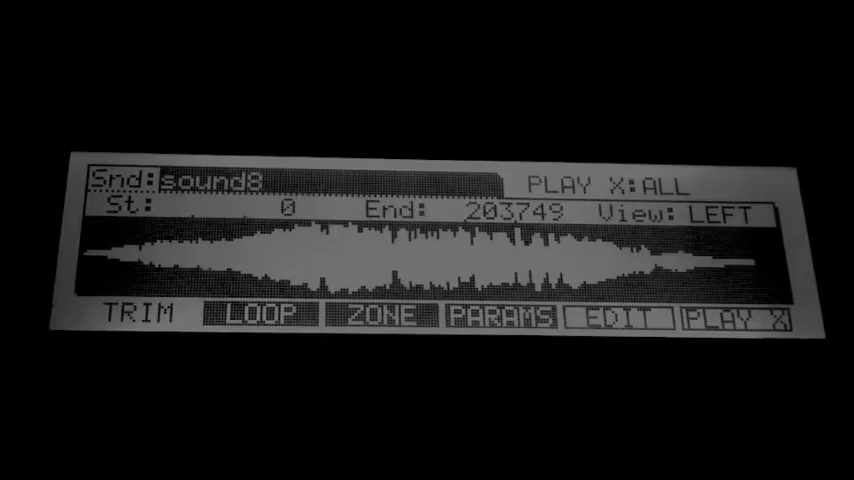 Snd:sound8 PLAY X:ALL
St: 0 End: 203749 View: LEFT
TRIM LOOP ZONE PARAMS EDIT PLAY X